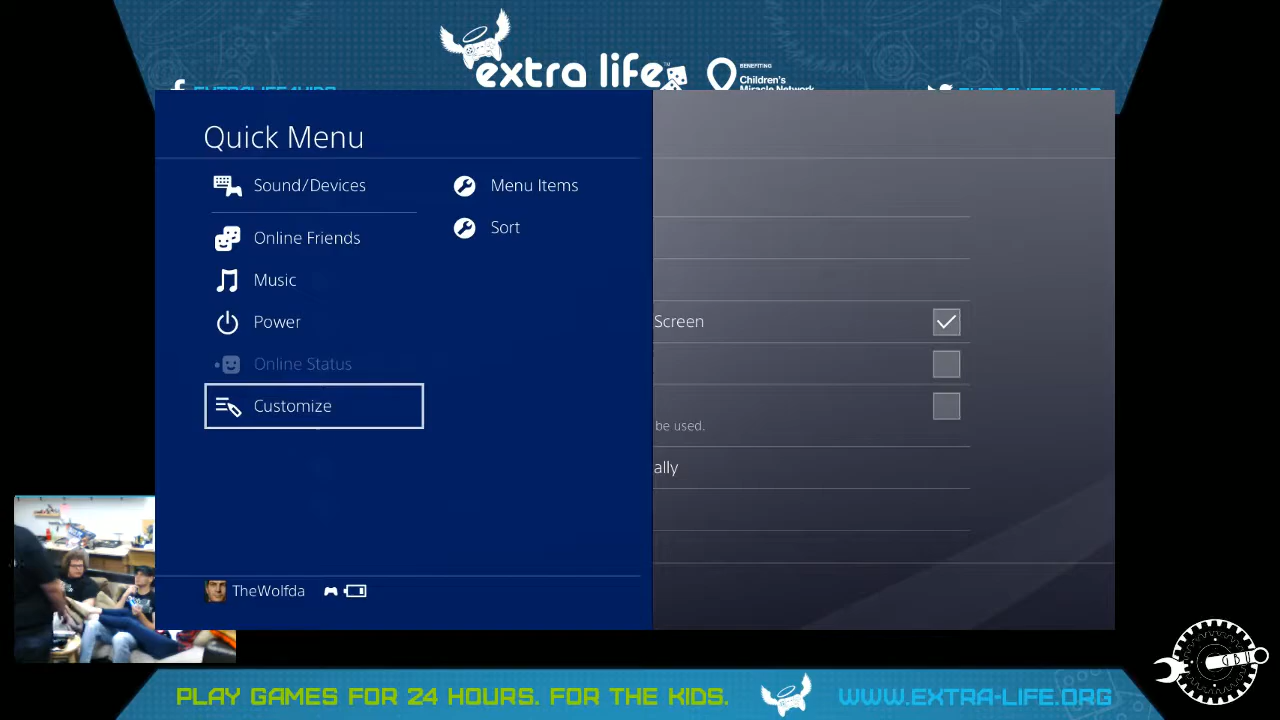 extra life™
BENEFITING
Children's
Miracle Network
Quick Menu
Sound/Devices
Menu Items
Sort
Online Friends
Music
Power
Screen
Online Status
Customize
be used.
ally
TheWolfda
PLAY GAMES FOR 24 HOURS. FOR THE KIDS.
WWW.EXTRA-LIFE.ORG